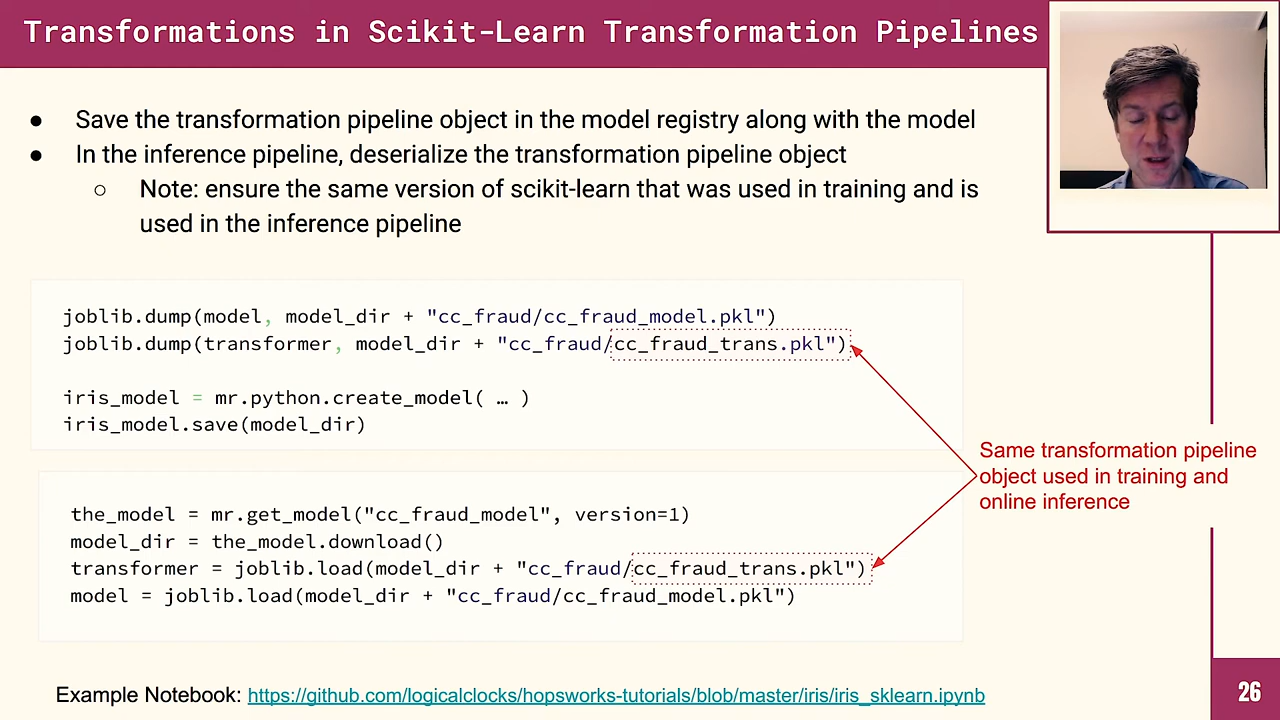 Transformations in Scikit-Learn Transformation Pipelines
● Save the transformation pipeline object in the model registry along with the model
● In the inference pipeline, deserialize the transformation pipeline object
○ Note: ensure the same version of scikit-learn that was used in training and is
used in the inference pipeline
joblib.dump(model, model_dir + "cc_fraud/cc_fraud_model.pkl")
joblib.dump(transformer, model_dir + "cc_fraud/cc_fraud_trans.pkl")
iris_model = mr.python.create_model( … )
iris_model.save(model_dir)
Same transformation pipeline
object used in training and
online inference
the_model = mr.get_model("cc_fraud_model", version=1)
model_dir = the_model.download()
transformer = joblib.load(model_dir + "cc_fraud/cc_fraud_trans.pkl")
model = joblib.load(model_dir + "cc_fraud/cc_fraud_model.pkl")
Example Notebook: https://github.com/logicalclocks/hopsworks-tutorials/blob/master/iris/iris_sklearn.ipynb
26